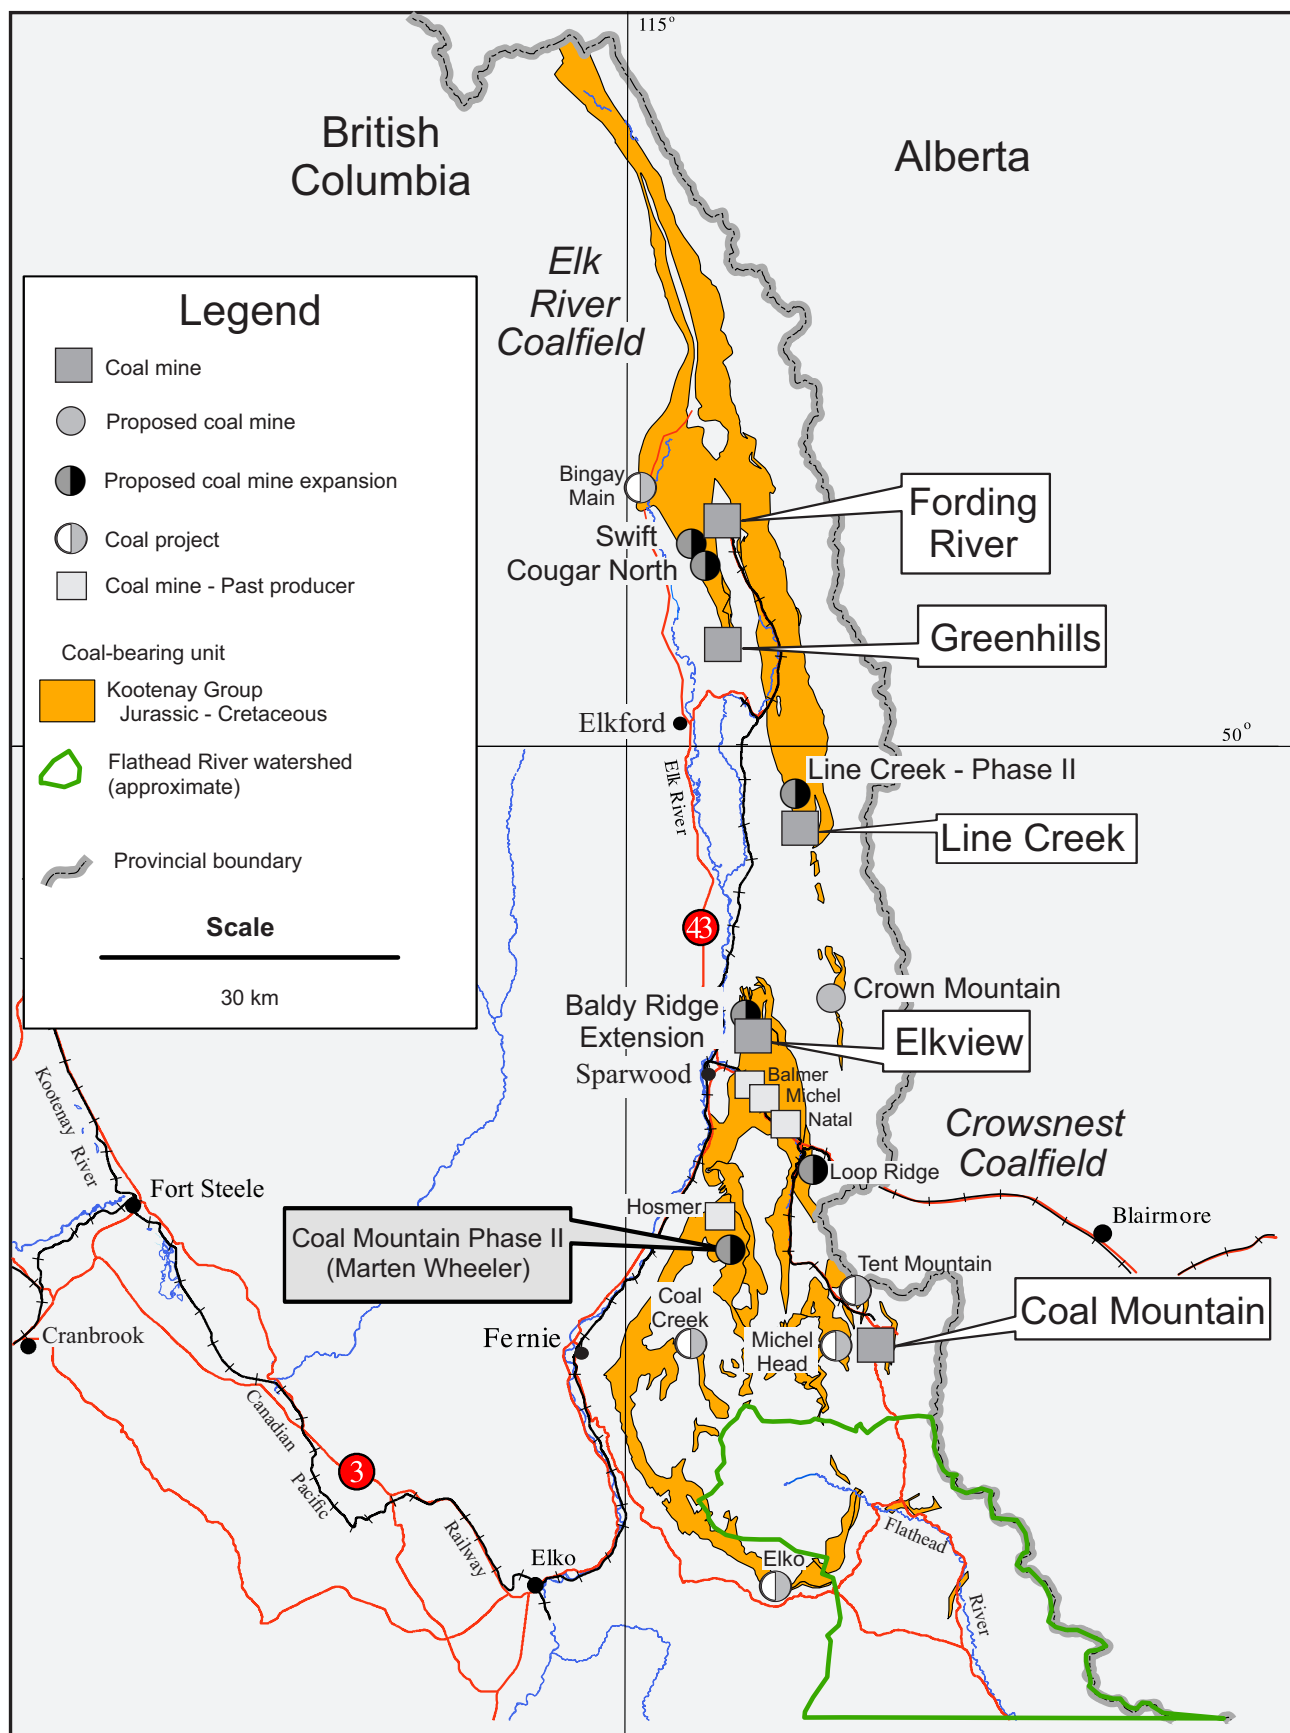 115°
British
Columbia
Alberta
Elk
River
Coalfield
Legend
Coal mine
Proposed coal mine
Proposed coal mine expansion
Coal project
Coal mine - Past producer
Coal-bearing unit
Kootenay Group
Jurassic - Cretaceous
Flathead River watershed
(approximate)
Provincial boundary
Scale
30 km
Bingay
Main
Fording
River
Swift
Cougar North
Greenhills
Elkford
50°
Elk River
Line Creek - Phase II
Line Creek
43
Crown Mountain
Baldy Ridge
Extension
Elkview
Sparwood
Balmer
Michel
Natal
Crowsnest
Coalfield
Loop Ridge
Kootenay
River
Fort Steele
Hosmer
Blairmore
Coal Mountain Phase II
(Marten Wheeler)
Tent Mountain
Coal
Creek
Coal Mountain
Cranbrook
Fernie
Michel
Head
Canadian
Pacific
Railway
3
Flathead
River
Elko
Elko